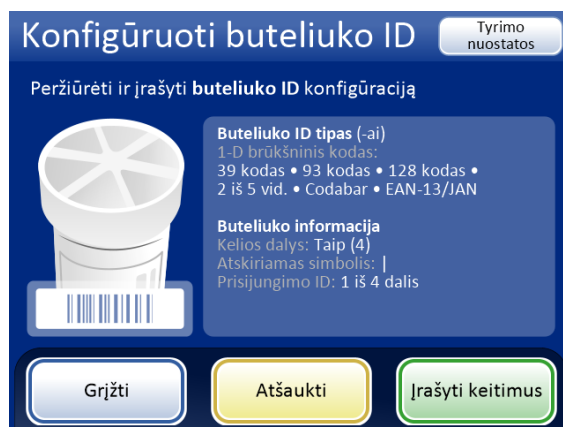 Konfigūruoti buteliuko ID
Tyrimo
nuostatos
Peržiūrėti ir įrašyti buteliuko ID konfigūraciją
Buteliuko ID tipas (-ai)
1-D brūkšninis kodas:
39 kodas • 93 kodas • 128 kodas •
2 iš 5 vid. • Codabar • EAN-13/JAN
Buteliuko informacija
Kelios dalys: Taip (4)
Atskiriamas simbolis: |
Prisijungimo ID: 1 iš 4 dalis
Grįžti
Atšaukti
Įrašyti keitimus